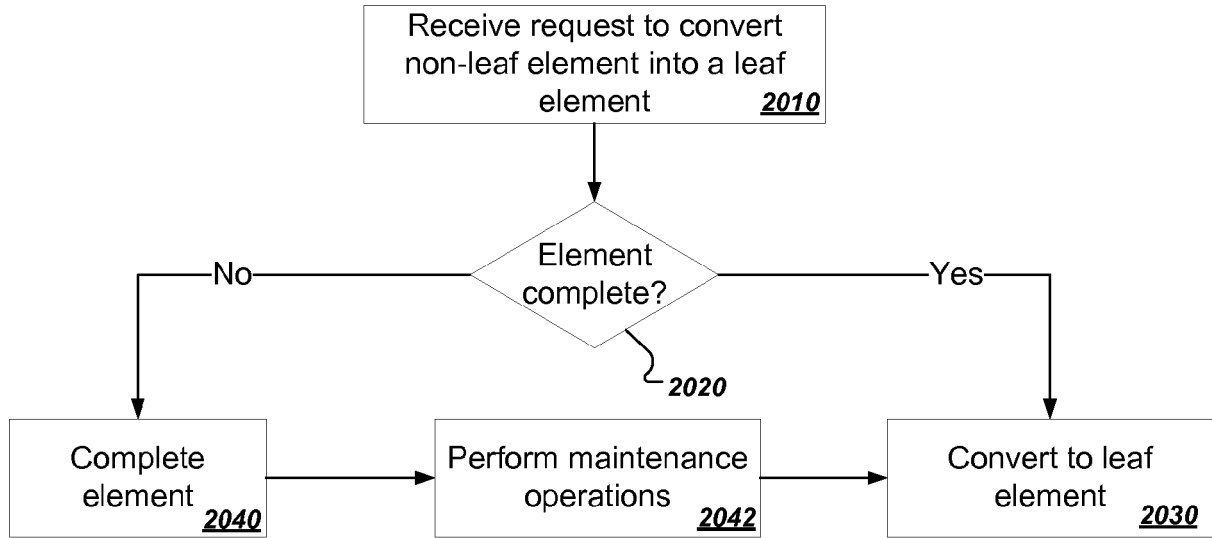 Receive request to convert
non-leaf element into a leaf
element
2010
Element
complete?
No
Yes
2020
Complete
element
2040
Perform maintenance
operations
2042
Convert to leaf
element
2030